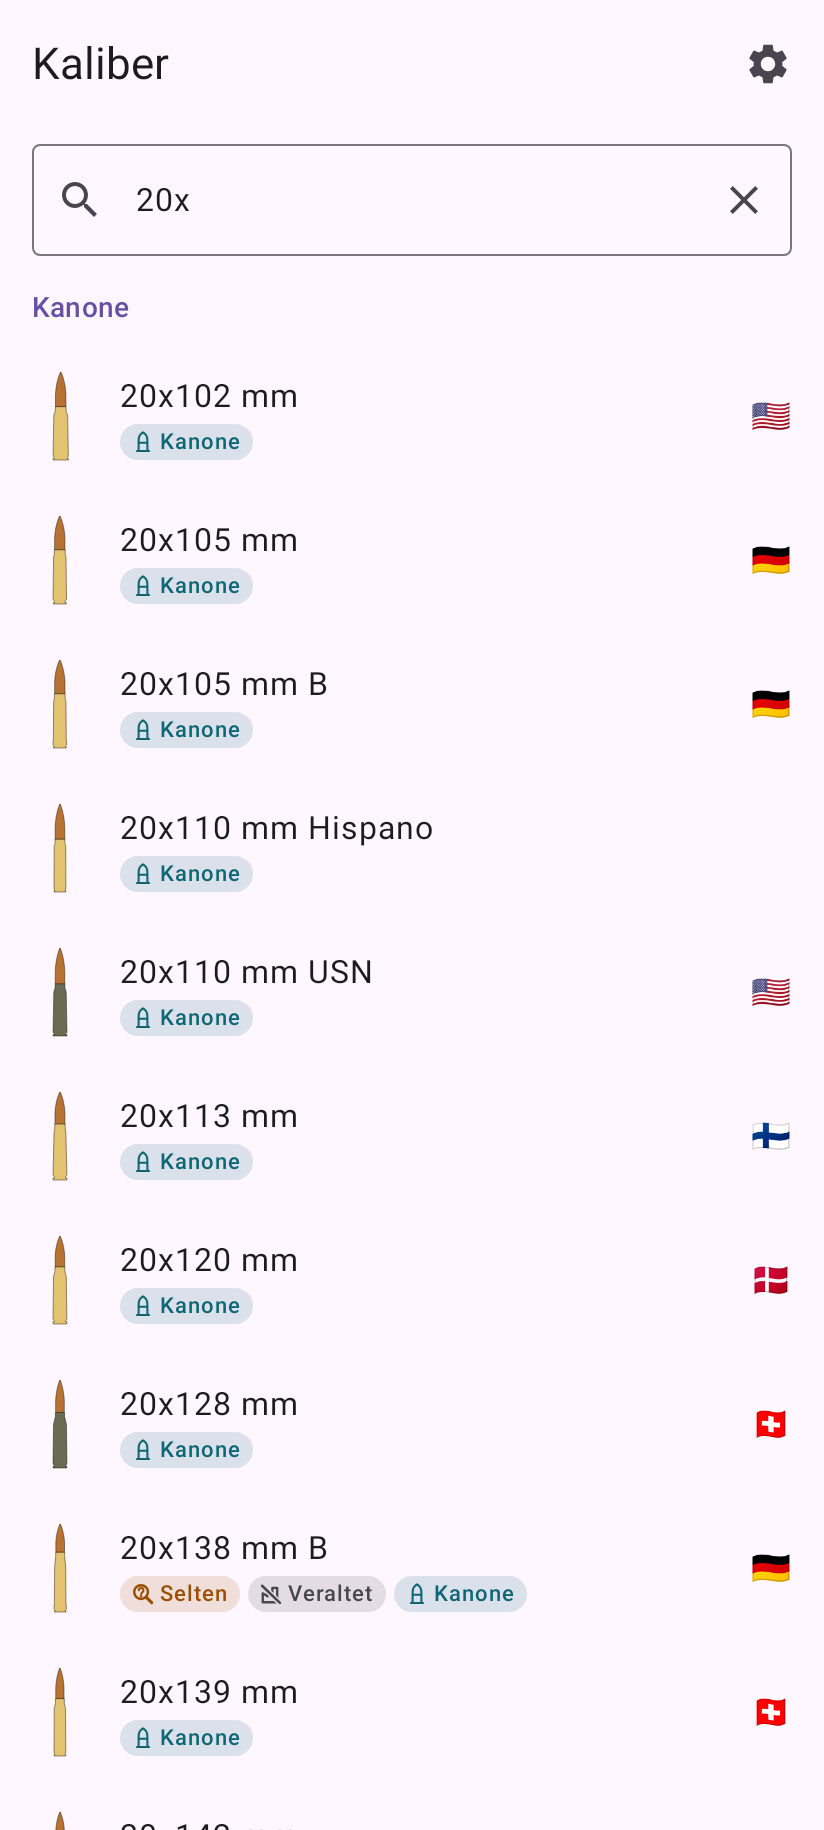 Kaliber
20x
Kanone
20x102 mm
Kanone
20x105 mm
Kanone
20x105 mm B
Kanone
20x110 mm Hispano
Kanone
20x110 mm USN
Kanone
20x113 mm
Kanone
20x120 mm
Kanone
20x128 mm
Kanone
20x138 mm B
Selten Veraltet Kanone
20x139 mm
Kanone